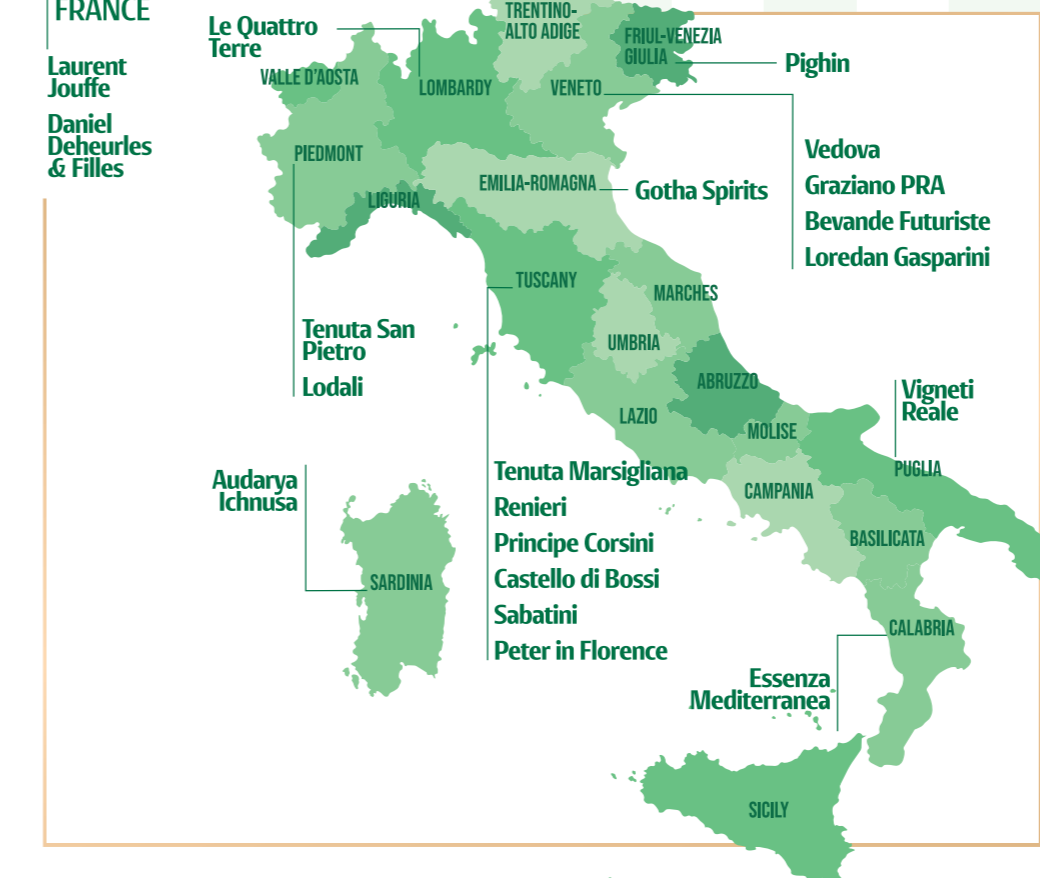 FRANCE
Laurent
Jouffe
Daniel
Deheurles
& Filles
Le Quattro
Terre
TRENTINO-
ALTO ADIGE
FRIUL-VENEZIA
GIULIA
Pighin
VALLE D'AOSTA
LOMBARDY
VENETO
Vedova
Graziano PRA
Bevande Futuriste
Loredan Gasparini
PIEDMONT
EMILIA-ROMAGNA
Gotha Spirits
LIGURIA
TUSCANY
MARCHES
Tenuta San
Pietro
Lodali
UMBRIA
ABRUZZO
Vigneti
Reale
LAZIO
MOLISE
PUGLIA
Audarya
Ichnusa
Tenuta Marsigliana
Renieri
Principe Corsini
Castello di Bossi
Sabatini
Peter in Florence
CAMPANIA
BASILICATA
SARDINIA
CALABRIA
Essenza
Mediterranea
SICILY